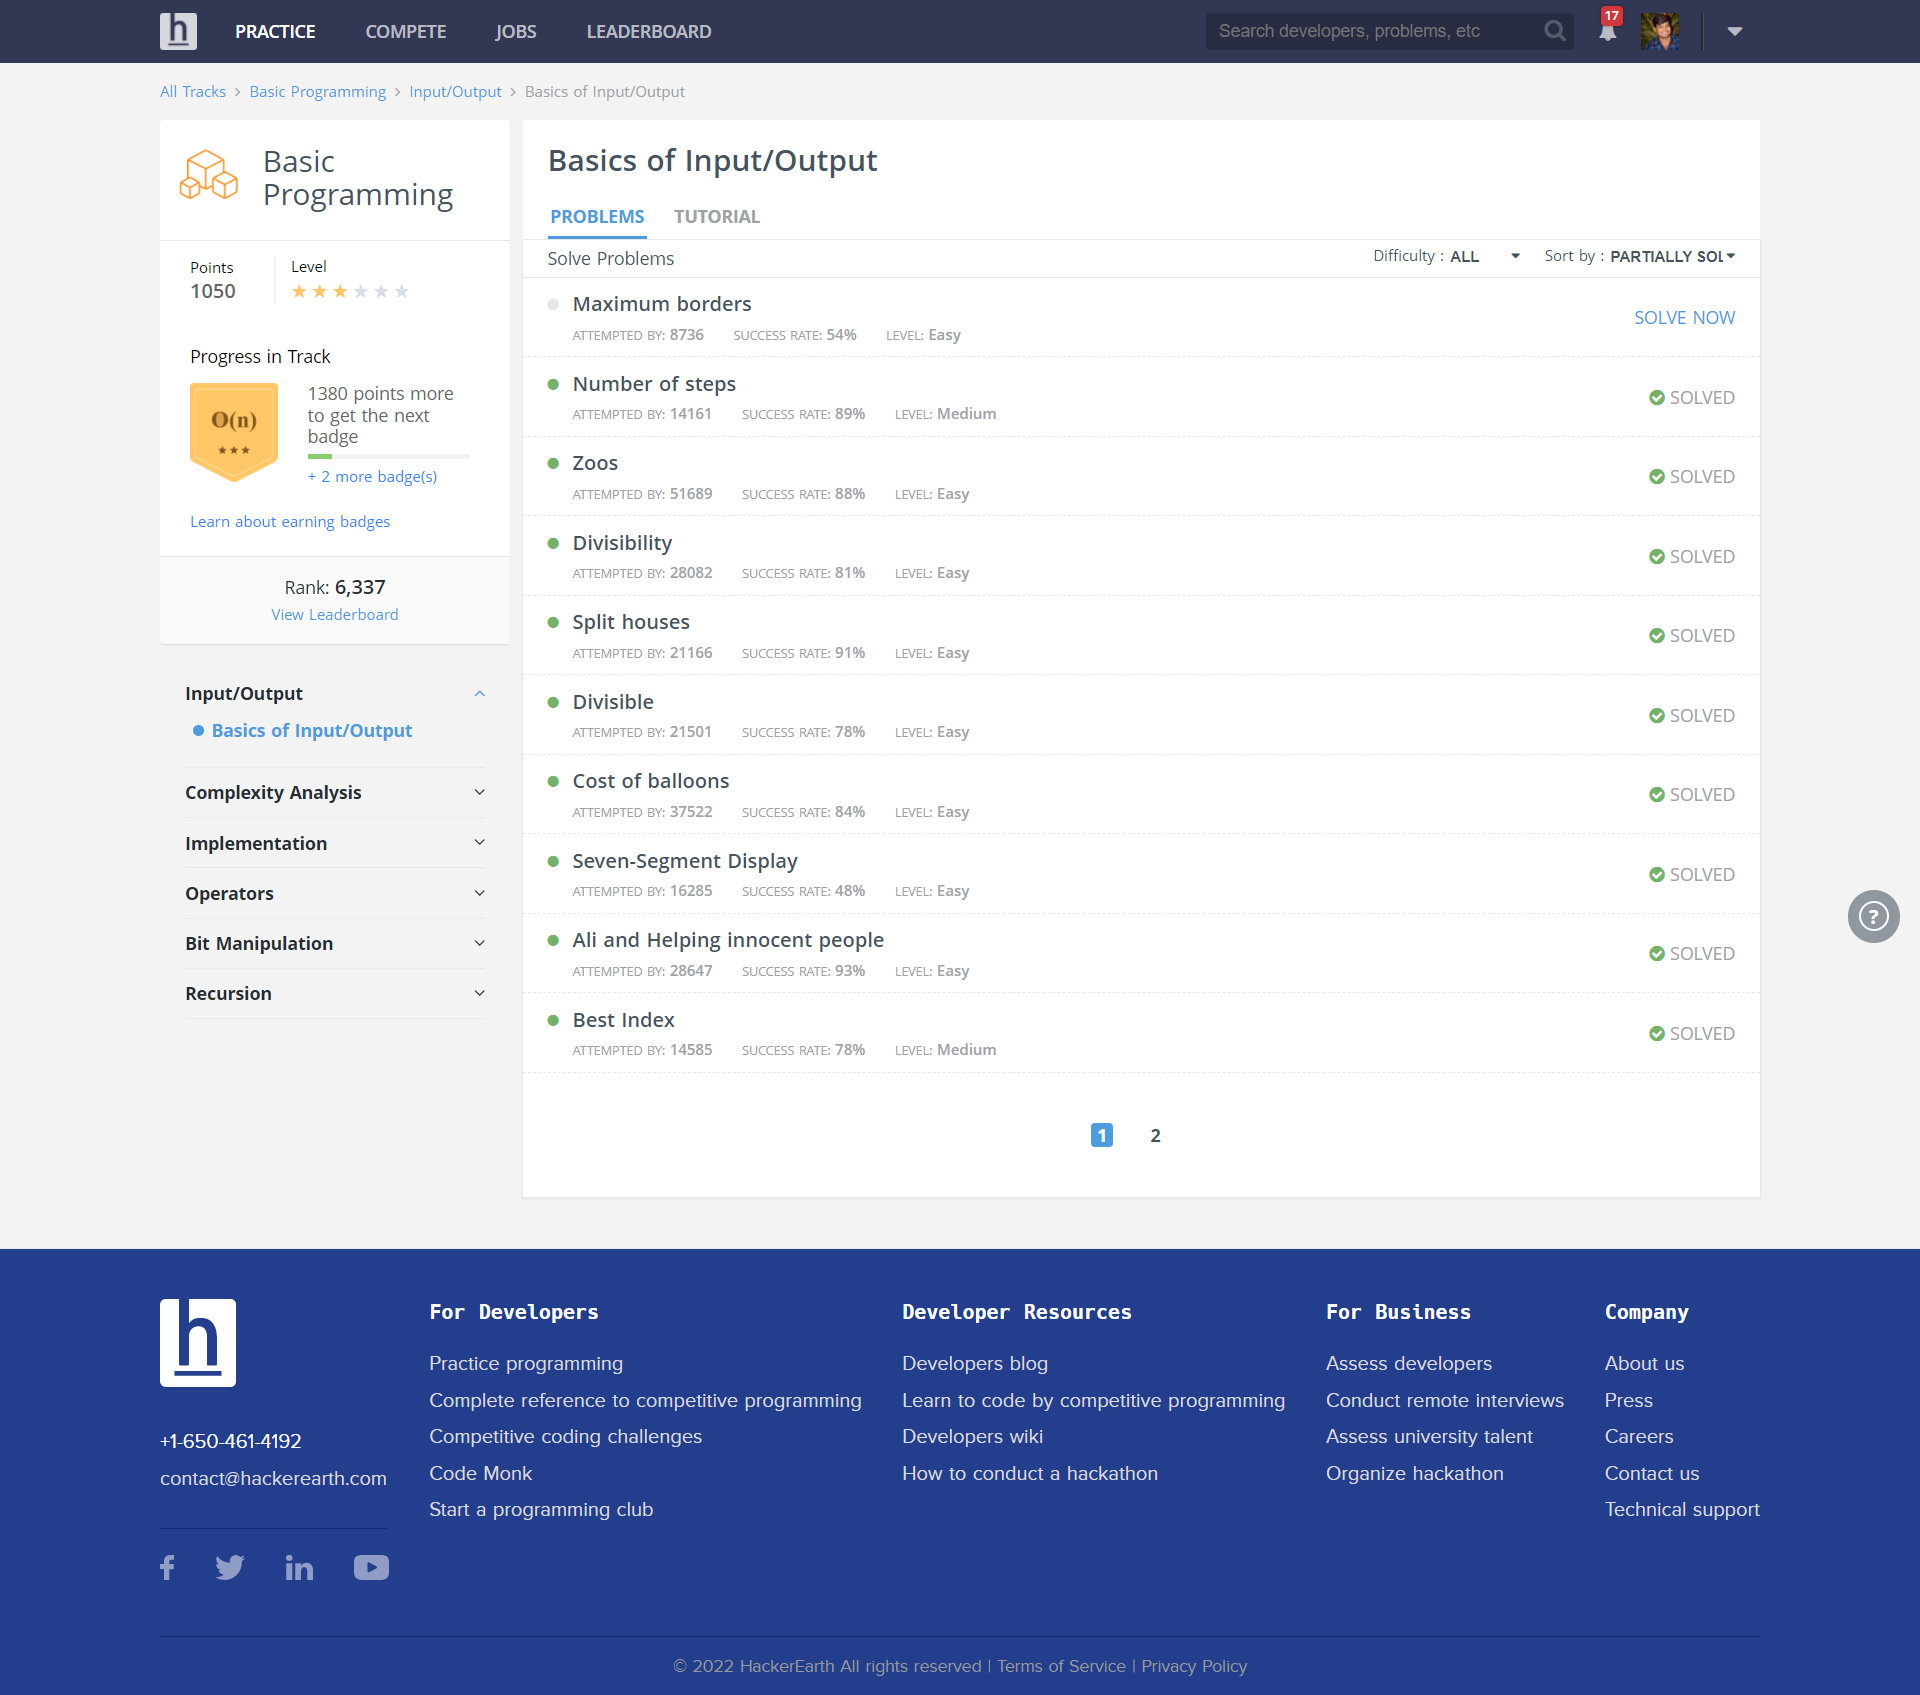 h PRACTICE COMPETE JOBS LEADERBOARD Search developers, problems, etc 17
All Tracks > Basic Programming > Input/Output > Basics of Input/Output
Basic
Programming
Points
1050
Level
Progress in Track
O(n)
1380 points more
to get the next
badge
+ 2 more badge(s)
Learn about earning badges
Rank: 6,337
View Leaderboard
Input/Output
Basics of Input/Output
Complexity Analysis
Implementation
Operators
Bit Manipulation
Recursion
Basics of Input/Output
PROBLEMS TUTORIAL
Solve Problems Difficulty : ALL Sort by : PARTIALLY SOL
Maximum borders
ATTEMPTED BY: 8736 SUCCESS RATE: 54% LEVEL: Easy
SOLVE NOW
Number of steps
ATTEMPTED BY: 14161 SUCCESS RATE: 89% LEVEL: Medium
SOLVED
Zoos
ATTEMPTED BY: 51689 SUCCESS RATE: 88% LEVEL: Easy
SOLVED
Divisibility
ATTEMPTED BY: 28082 SUCCESS RATE: 81% LEVEL: Easy
SOLVED
Split houses
ATTEMPTED BY: 21166 SUCCESS RATE: 91% LEVEL: Easy
SOLVED
Divisible
ATTEMPTED BY: 21501 SUCCESS RATE: 78% LEVEL: Easy
SOLVED
Cost of balloons
ATTEMPTED BY: 37522 SUCCESS RATE: 84% LEVEL: Easy
SOLVED
Seven-Segment Display
ATTEMPTED BY: 16285 SUCCESS RATE: 48% LEVEL: Easy
SOLVED
Ali and Helping innocent people
ATTEMPTED BY: 28647 SUCCESS RATE: 93% LEVEL: Easy
SOLVED
Best Index
ATTEMPTED BY: 14585 SUCCESS RATE: 78% LEVEL: Medium
SOLVED
1 2
?
h
+1-650-461-4192
contact@hackerearth.com
For Developers
Practice programming
Complete reference to competitive programming
Competitive coding challenges
Code Monk
Start a programming club
Developer Resources
Developers blog
Learn to code by competitive programming
Developers wiki
How to conduct a hackathon
For Business
Assess developers
Conduct remote interviews
Assess university talent
Organize hackathon
Company
About us
Press
Careers
Contact us
Technical support
© 2022 HackerEarth All rights reserved | Terms of Service | Privacy Policy